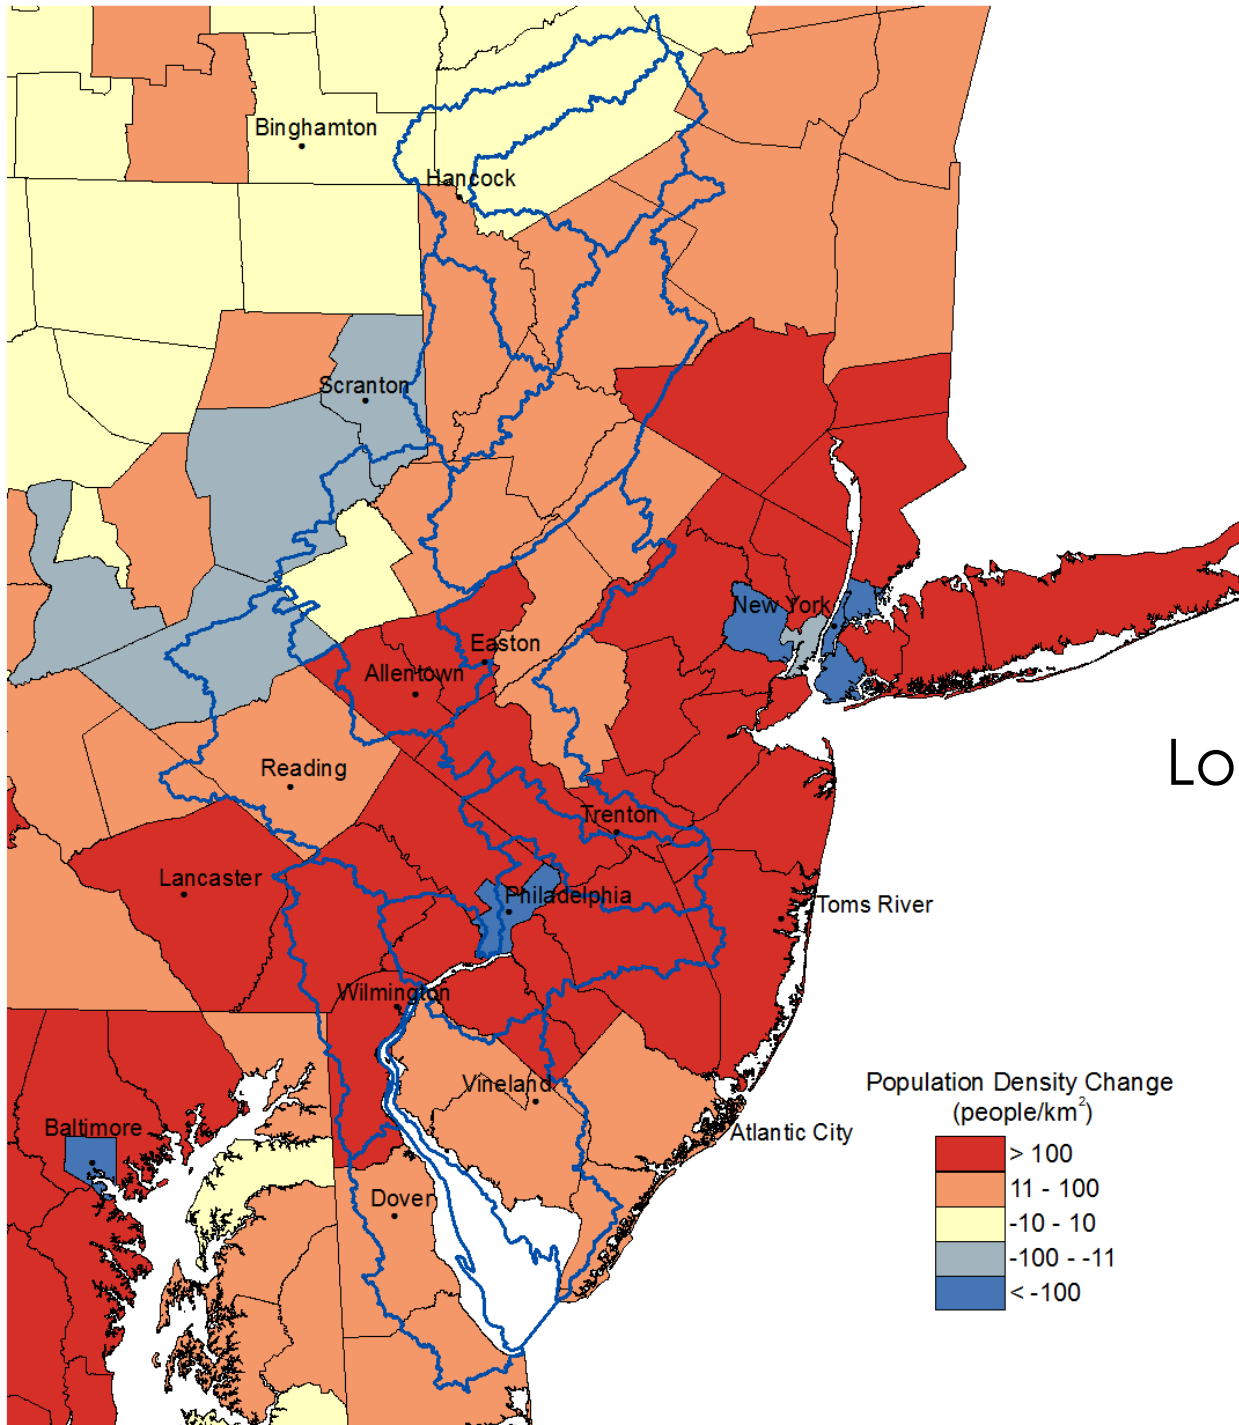 Binghamton
Hancock
Scranton
New York
Easton
Allentown
Lo
Reading
Trenton
Lancaster
Philadelphia
Toms River
Wilmington
Population Density Change
(people/km²)
Vineland
Baltimore
Atlantic City
> 100
Dover
11 - 100
-10 - 10
-100 - -11
< -100